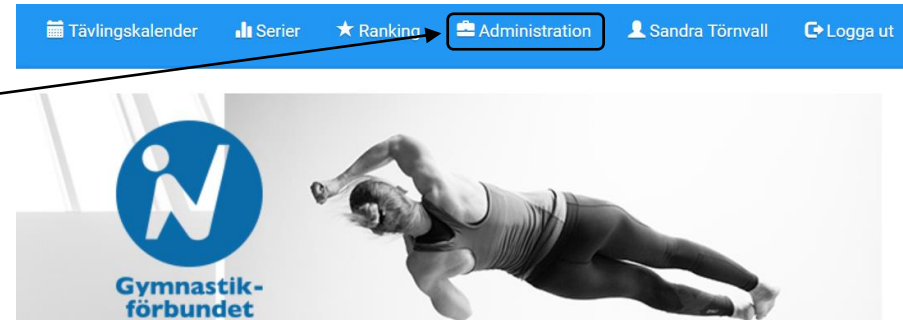 Tävlingskalender Serier Ranking Administration Sandra Törnvall Logga ut
Gymnastik-
förbundet